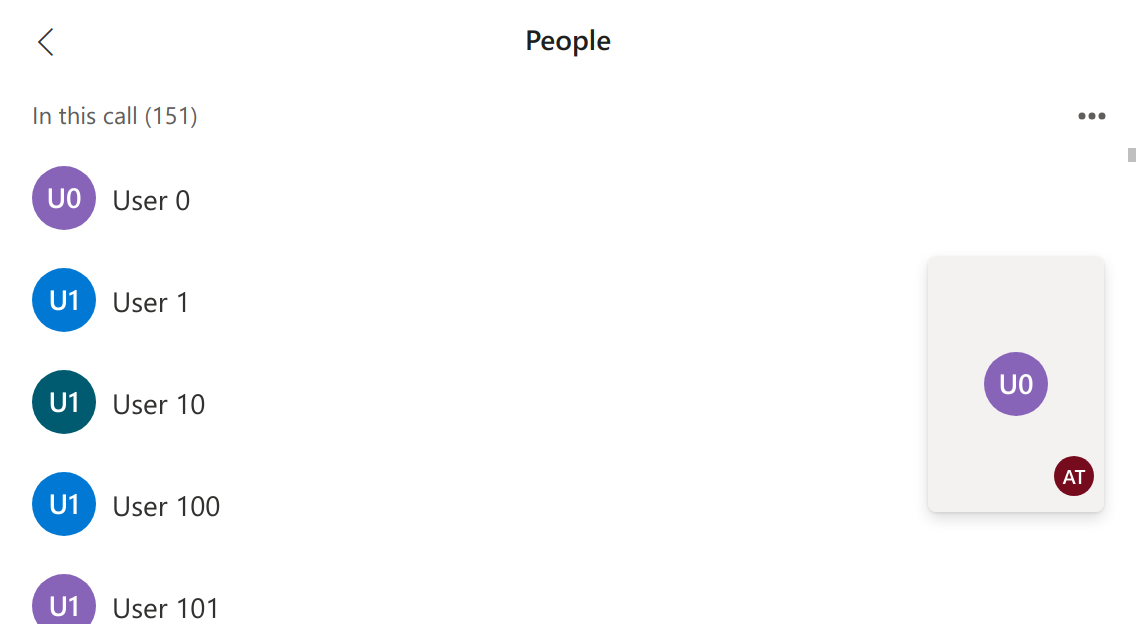 People
In this call (151)
U0 User 0
U1 User 1
U1 User 10
U0
U1 User 100
AT
U1 User 101